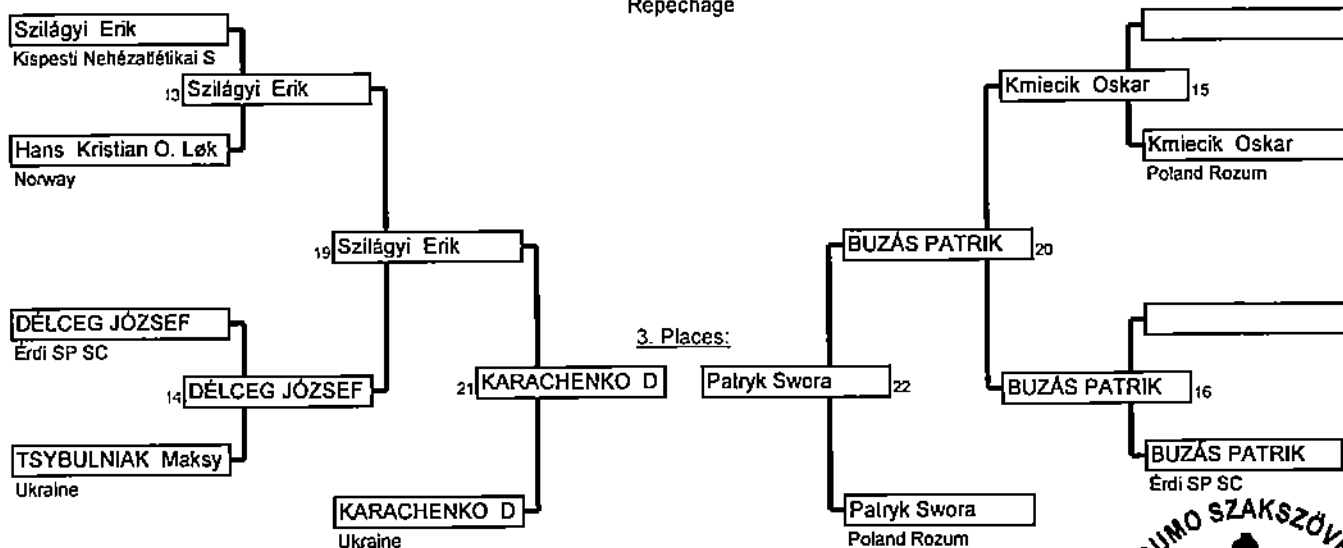 Repechage
Szilágyi Erik
Kispesti Nehézatlétikai S
13 Szilágyi Erik
Hans Kristian O. Løk
Norway
19 Szilágyi Erik
DÉLCEG JÓZSEF
Érdi SP SC
14 DÉLCEG JÓZSEF
TSYBULNIAK Maksy
Ukraine
21 KARACHENKO D
KARACHENKO D
Ukraine
3. Places:
Kmiecik Oskar 15
Kmiecik Oskar
Poland Rozum
BUZÁS PATRIK 20
BUZÁS PATRIK 16
BUZÁS PATRIK
Érdi SP SC
Patryk Swora 22
Patryk Swora
Poland Rozum
SZAKSZÖV